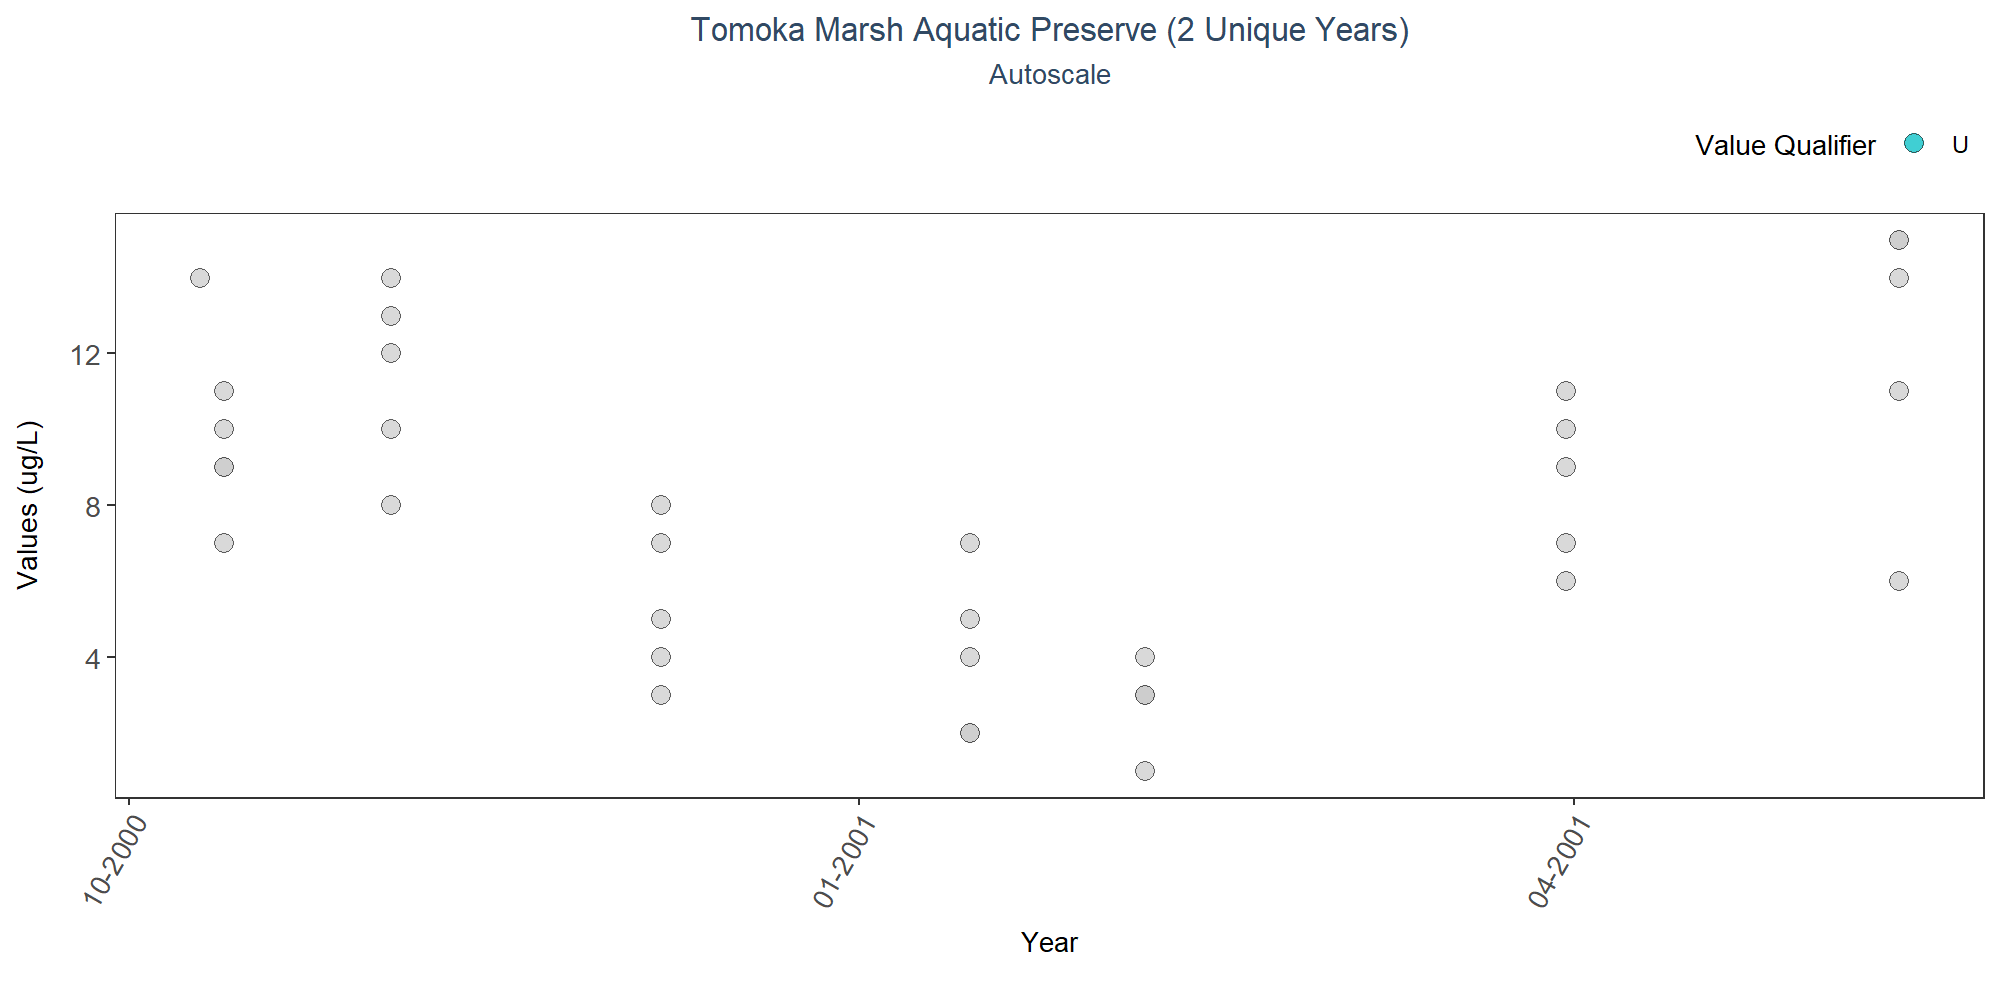 Tomoka Marsh Aquatic Preserve (2 Unique Years)
Autoscale
Value Qualifier U
12
8
4
Values (ug/L)
10-2000
01-2001
04-2001
Year